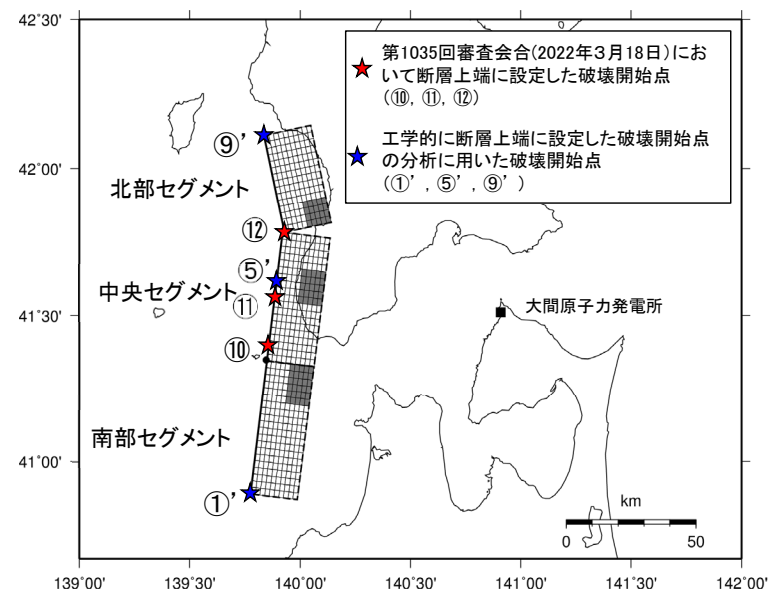 42°30'
42°00'
41°30'
41°00'
139°00'
139°30'
140°00'
140°30'
141°00'
141°30'
142°00'
第1035回審査会合(2022年3月18日)にお
いて断層上端に設定した破壊開始点
(⑩, ⑪, ⑫)
工学的に断層上端に設定した破壊開始点
の分析に用いた破壊開始点
(①’, ⑤’, ⑨’ )
⑨’
北部セグメント
⑫
⑤’
中央セグメント
⑪
⑩
南部セグメント
①’
大間原子力発電所
km
0
50